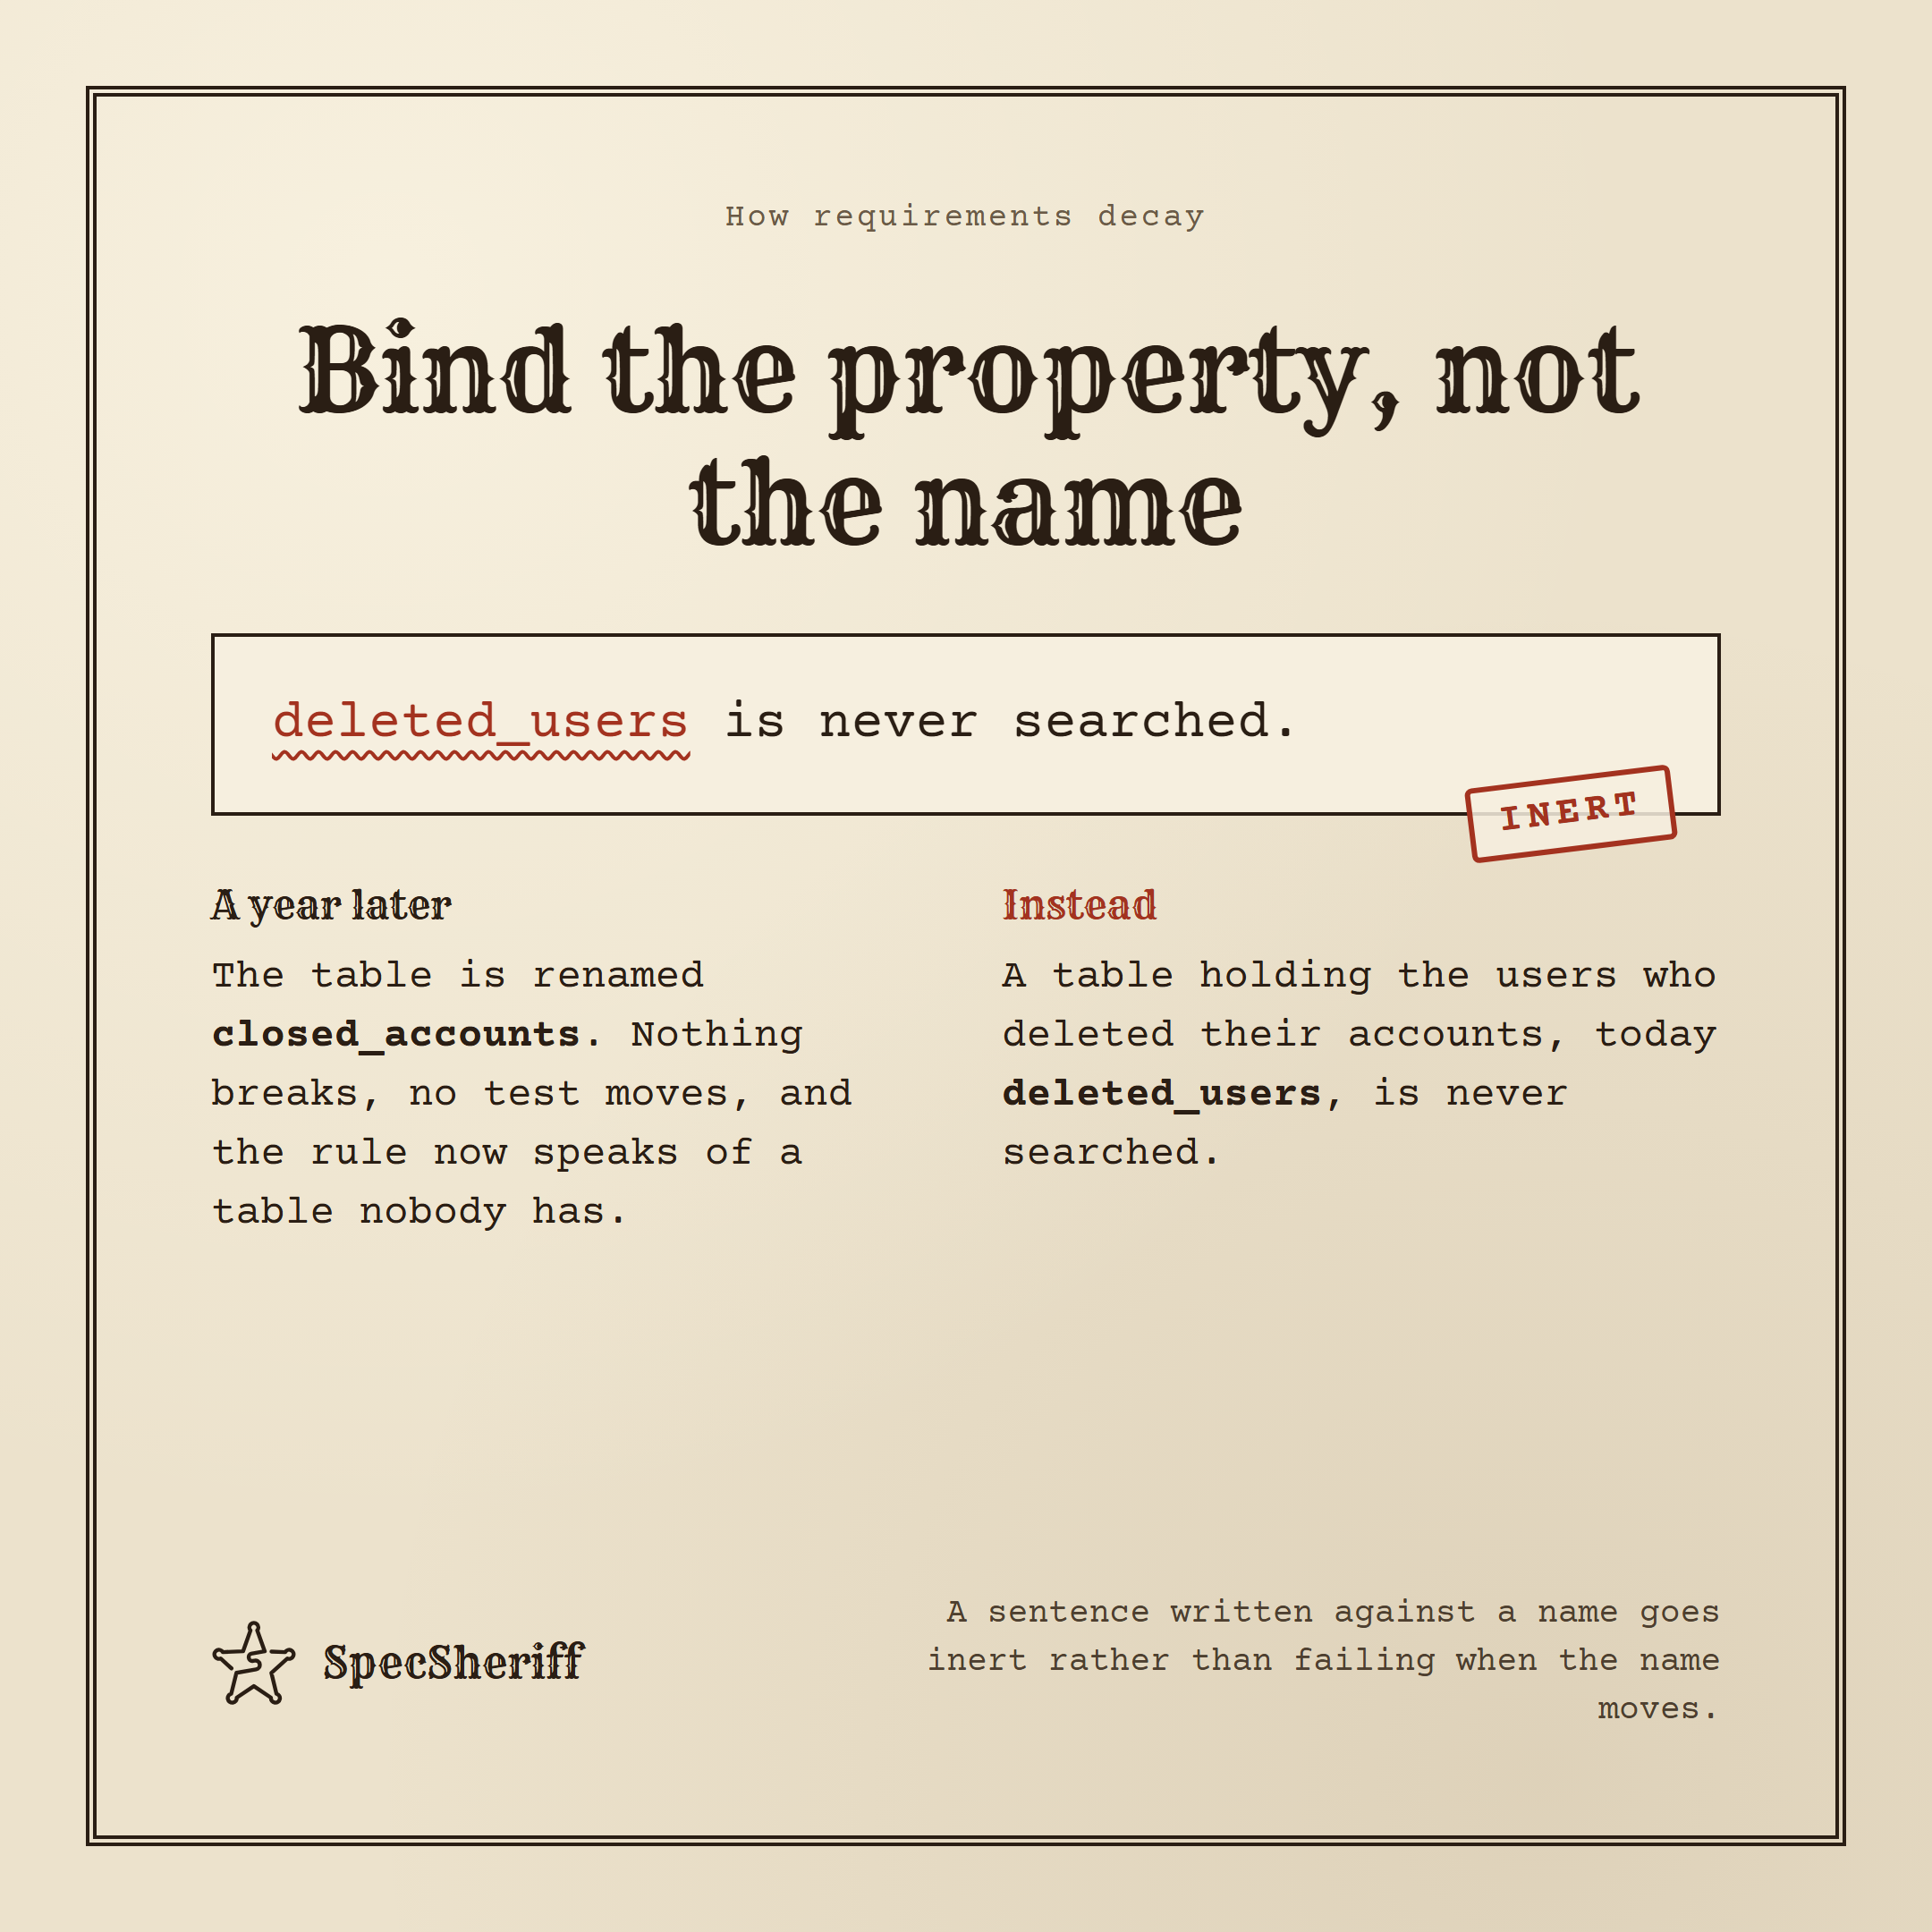 How requirements decay
Bind the property, not
the name
deleted_users is never searched.
INERT
A year later
The table is renamed
closed_accounts. Nothing
breaks, no test moves, and
the rule now speaks of a
table nobody has.
Instead
A table holding the users who
deleted their accounts, today
deleted_users, is never
searched.
SpecSheriff
A sentence written against a name goes
inert rather than failing when the name
moves.